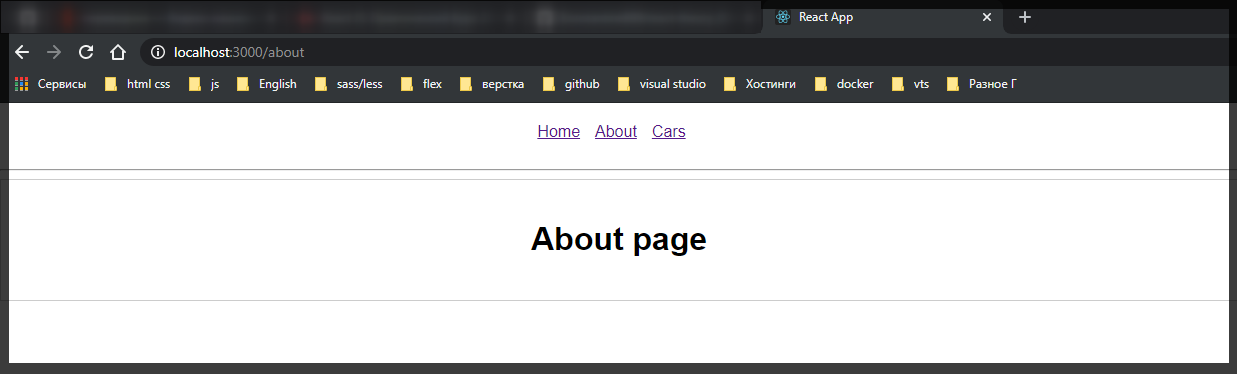 React App
localhost:3000/about
Сервисы html css js English sass/less flex верстка github visual studio Хостинги docker vts Разное Г
Home About Cars
About page